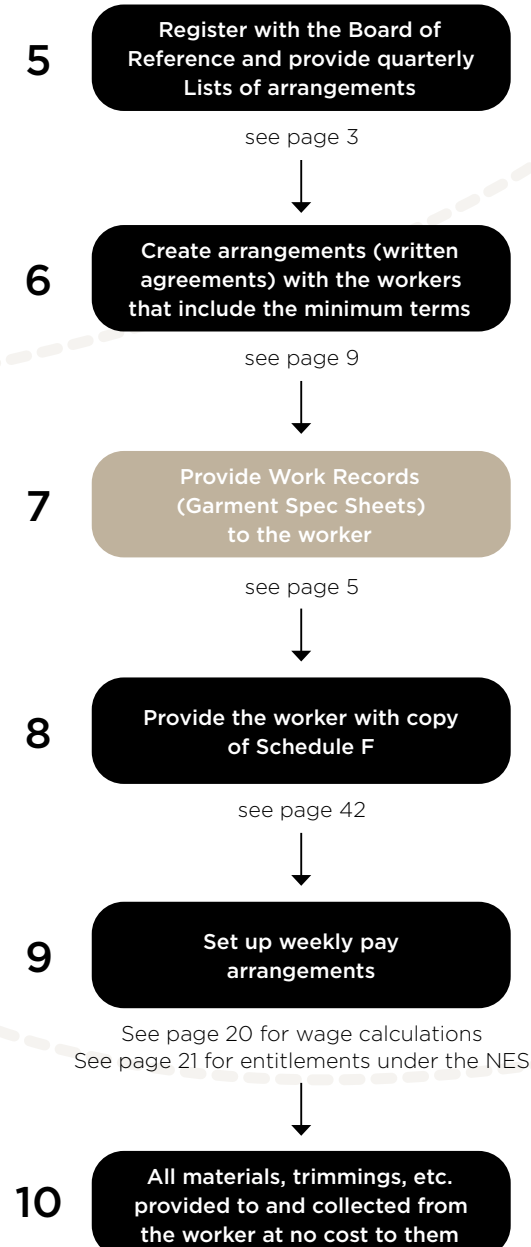 5
Register with the Board of
Reference and provide quarterly
Lists of arrangements
see page 3
6
Create arrangements (written
agreements) with the workers
that include the minimum terms
see page 9
7
Provide Work Records
(Garment Spec Sheets)
to the worker
see page 5
8
Provide the worker with copy
of Schedule F
see page 42
9
Set up weekly pay
arrangements
See page 20 for wage calculations
See page 21 for entitlements under the NES
10
All materials, trimmings, etc.
provided to and collected from
the worker at no cost to them